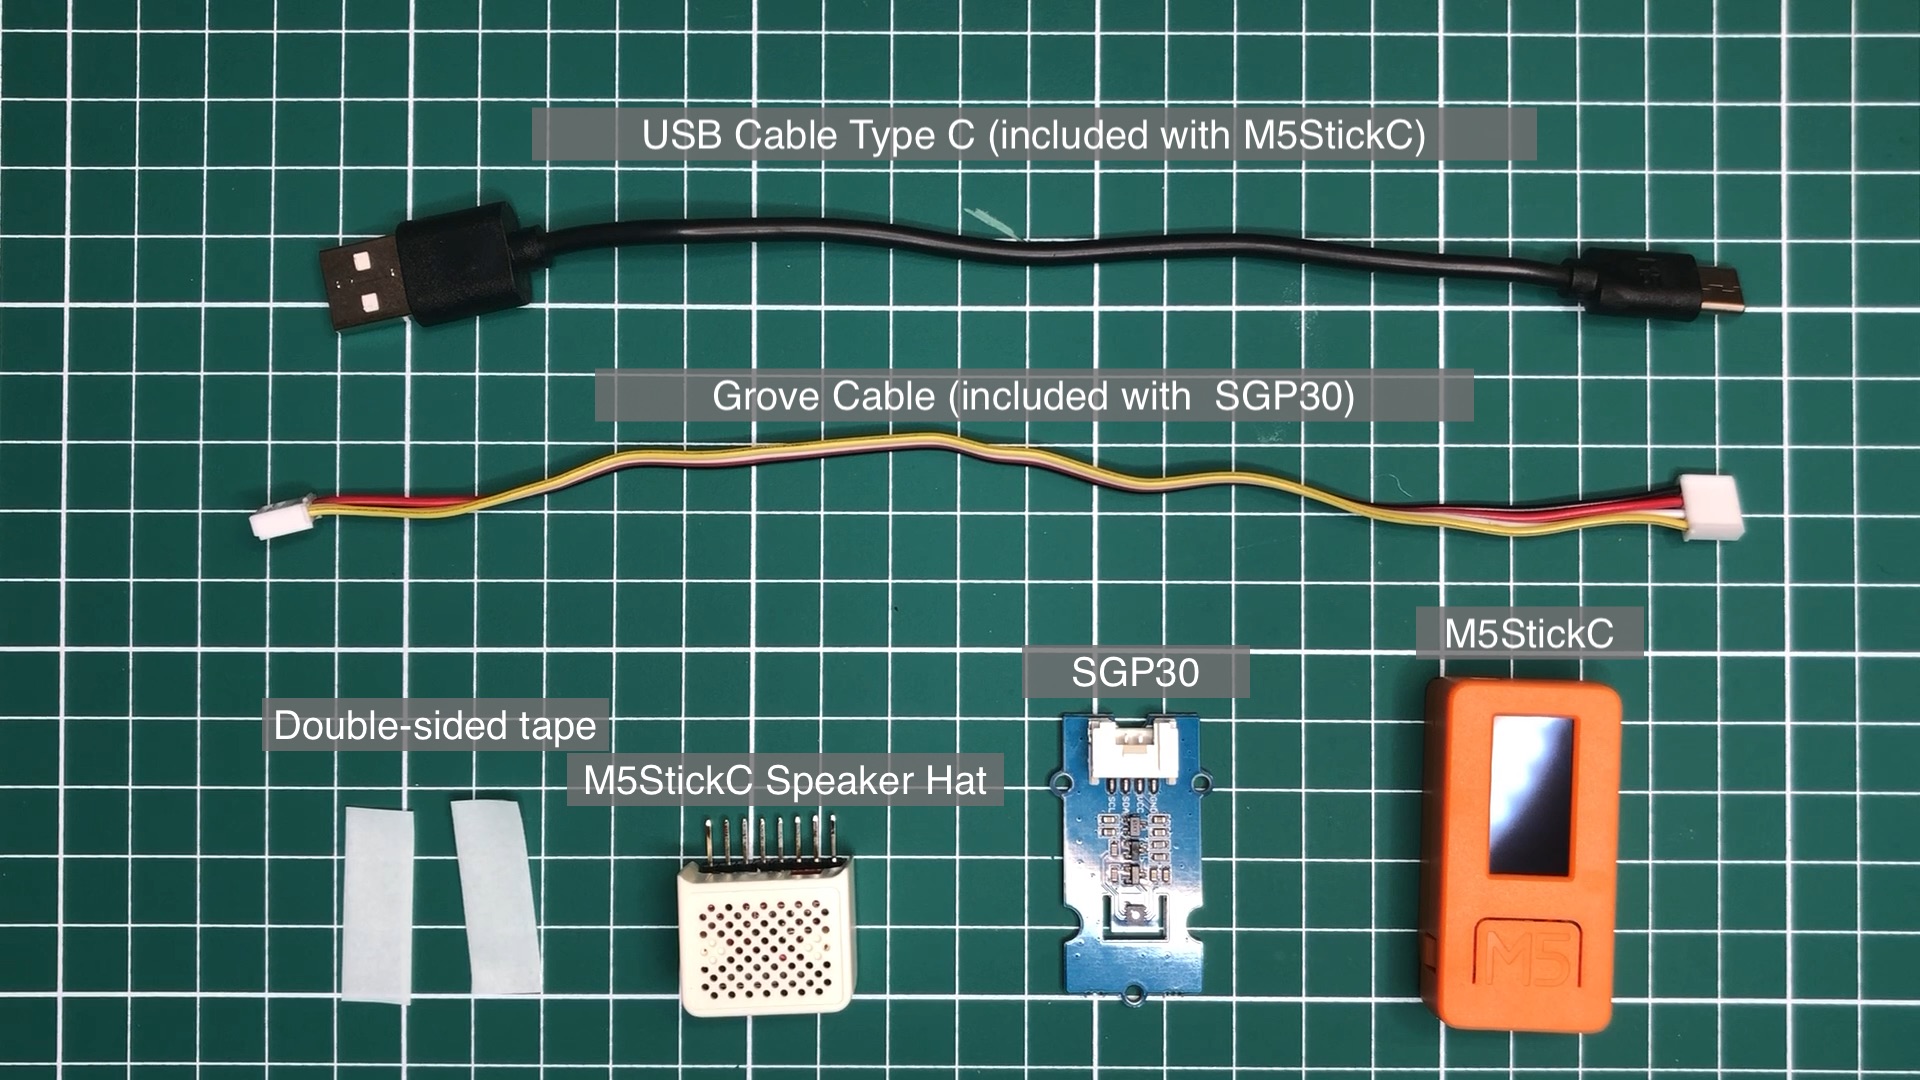 USB Cable Type C (included with M5StickC)
Grove Cable (included with  SGP30)
M5StickC
SGP30
Double-sided tape
M5StickC Speaker Hat
SCL
SDA
VCC
GND
M5